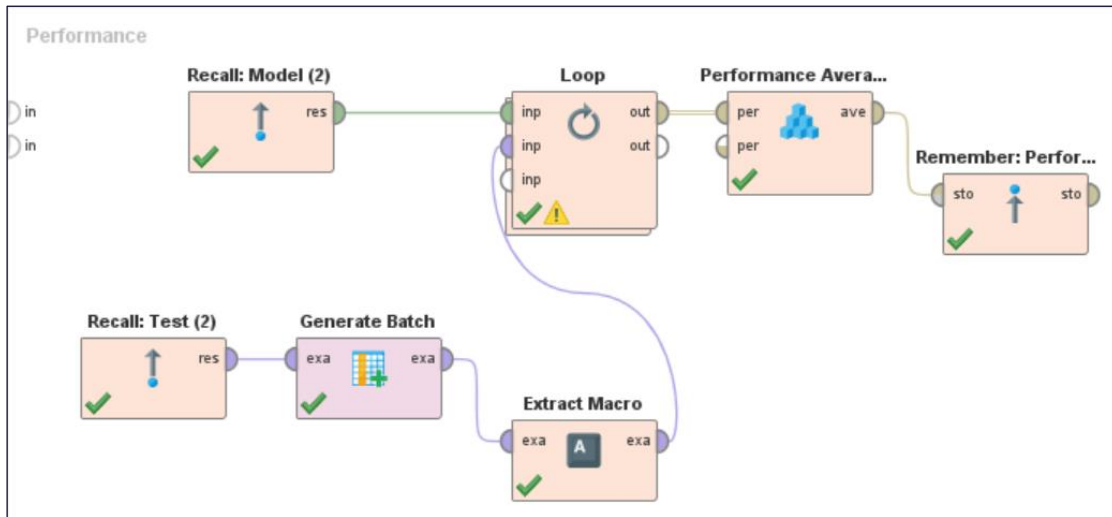 Performance
Recall: Model (2)
Loop
Performance Avera...
in
res
inp
out
per
ave
in
inp
out
per
Remember: Perfor...
inp
sto
sto
Recall: Test (2)
Generate Batch
res
exa
exa
Extract Macro
exa
A
exa